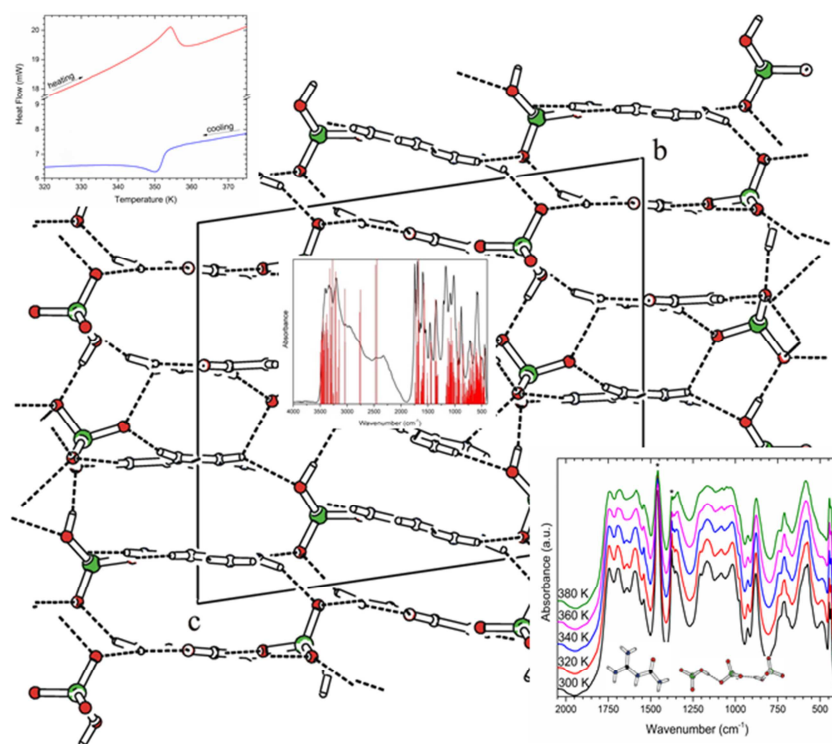 20
19
18
8
7
6
heating
cooling
Heat Flow (mW)
320 330 340 350 360 370
Temperature (K)
b
Absorbance
4000 3500 3000 2500 2000 1500 1000 500
Wavenumber (cm-1)
c
Absorbance (a.u.)
380 K
360 K
340 K
320 K
300 K
2000 1750 1500 1250 1000 750 500
Wavenumber (cm-1)